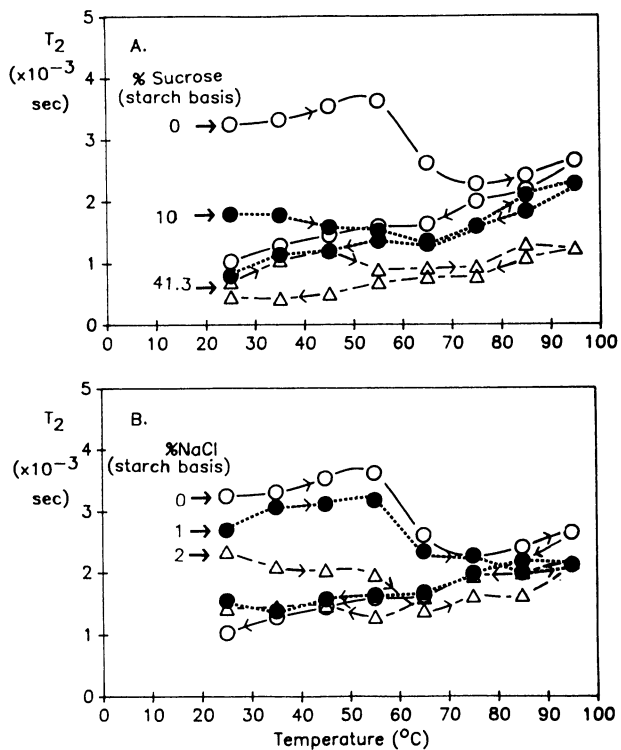 5
T2
A.
(x10−3
4
% Sucrose
sec)
(starch basis)
3
0
2
10
1
41.3
0
0 10 20 30 40 50 60 70 80 90 100
5
T2
B.
(x10−3
4
%NaCl
(starch basis)
sec)
0
3
1
2
2
1
0
0 10 20 30 40 50 60 70 80 90 100
Temperature (°C)